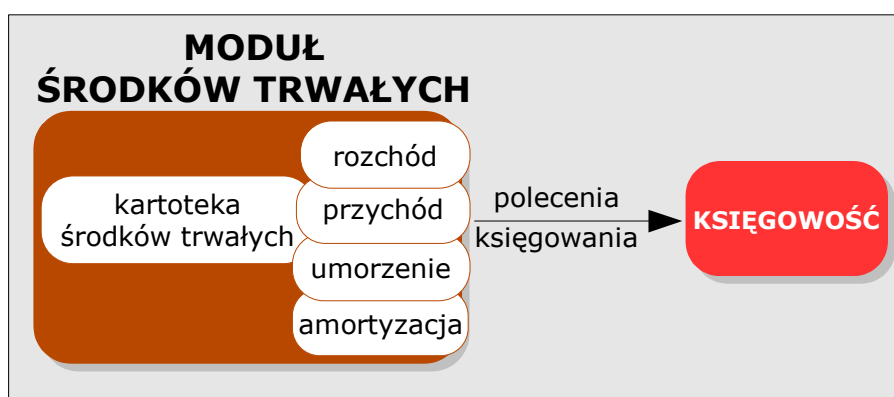 MODUŁ
ŚRODKÓW TRWAŁYCH
kartoteka
środków trwałych
rozchód
przychód
umorzenie
amortyzacja
polecenia
księgowania
KSIĘGOWOŚĆ